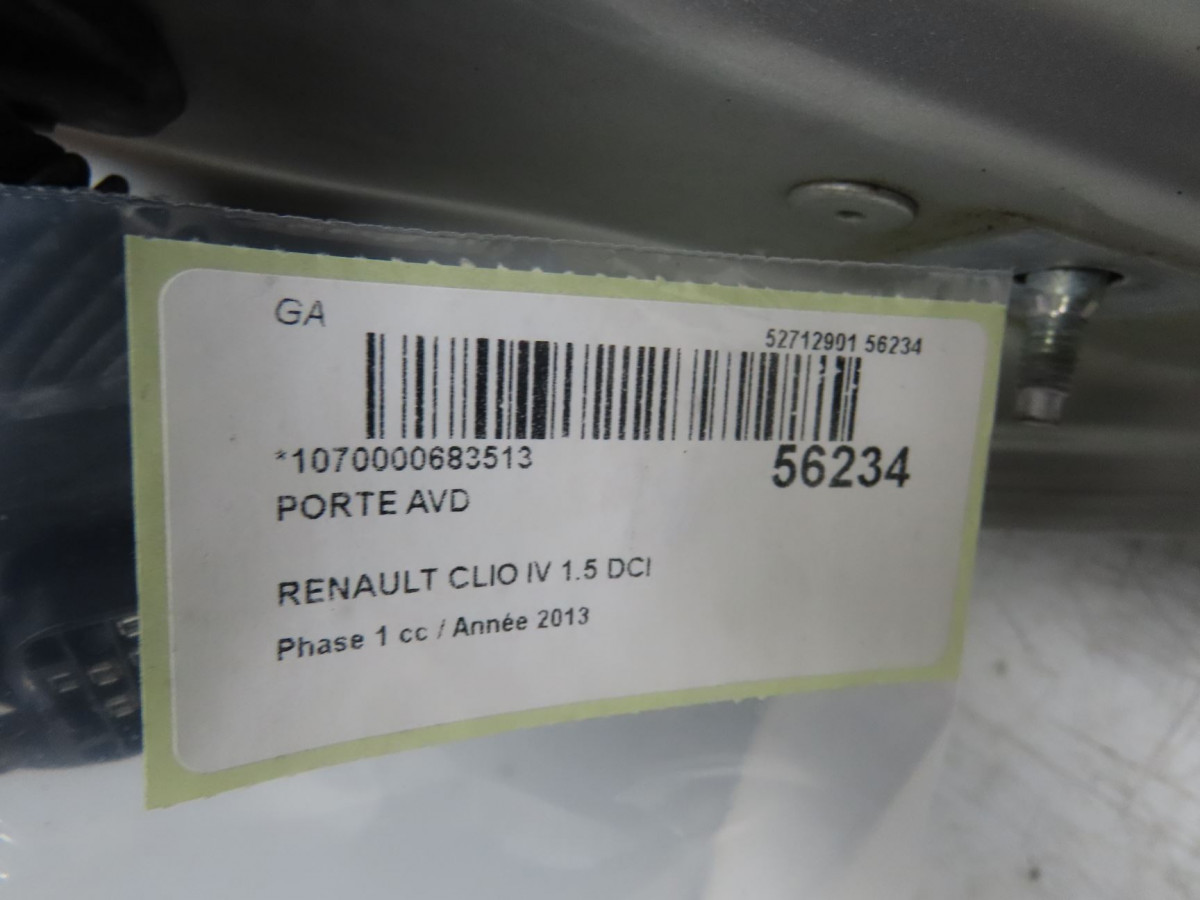 GA
52712901 56234
*1070000683513
56234
PORTE AVD
RENAULT CLIO IV 1.5 DCI
Phase 1 cc / Année 2013